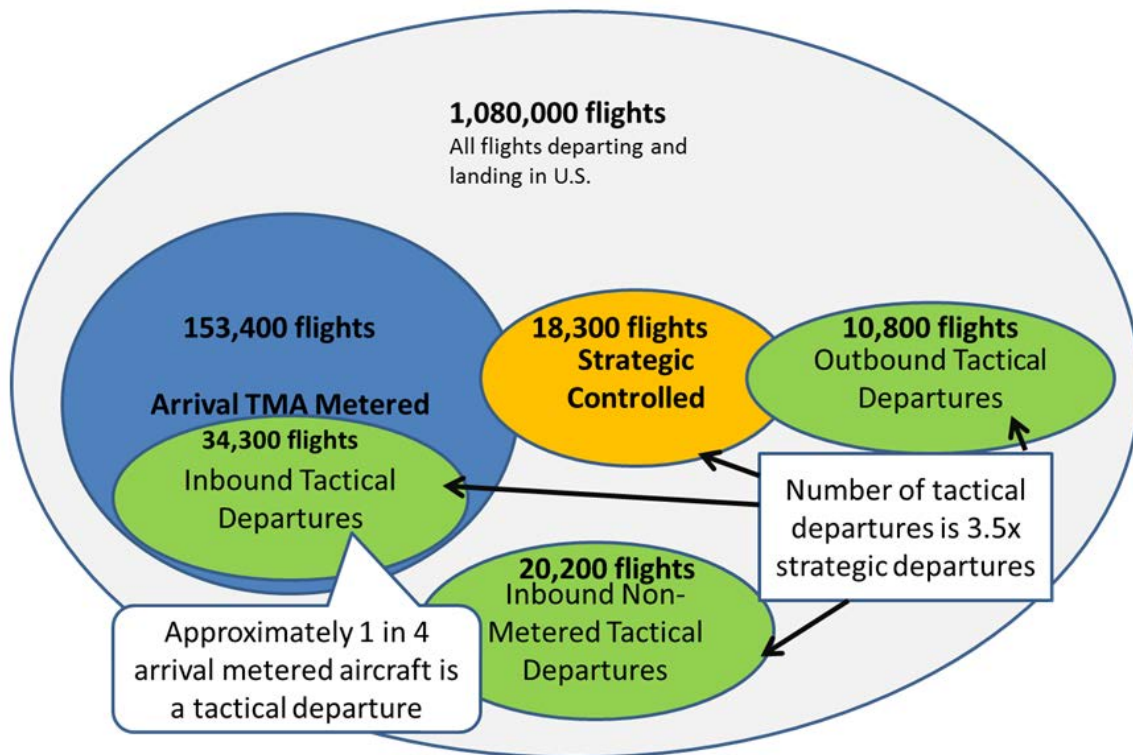 1,080,000 flights
All flights departing and
landing in U.S.
153,400 flights
Arrival TMA Metered
34,300 flights
Inbound Tactical
Departures
18,300 flights
Strategic
Controlled
10,800 flights
Outbound Tactical
Departures
Number of tactical
departures is 3.5x
strategic departures
20,200 flights
Inbound Non-
Metered Tactical
Departures
Approximately 1 in 4
arrival metered aircraft is
a tactical departure